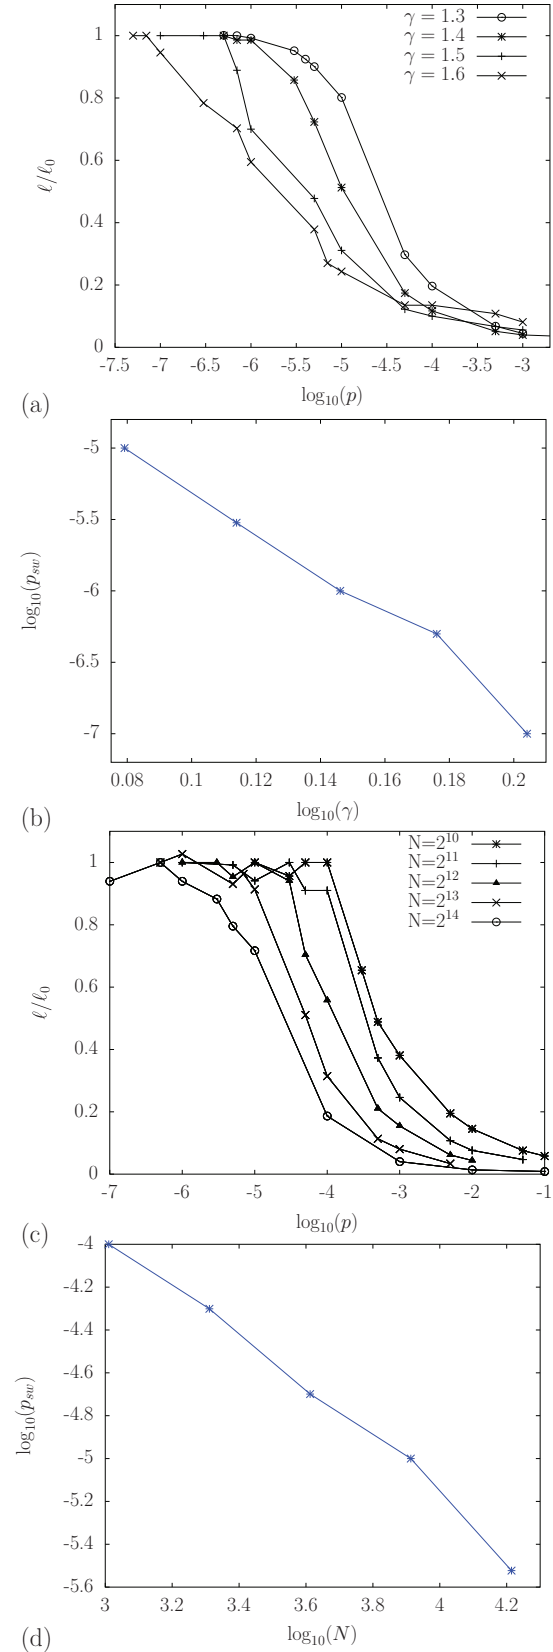 γ = 1.3
γ = 1.4
γ = 1.5
γ = 1.6
1
0.8
0.6
0.4
0.2
0
ℓ/ℓ₀
-7.5 -7 -6.5 -6 -5.5 -5 -4.5 -4 -3.5 -3
log₁₀(p)
(a)
-5
-5.5
-6
-6.5
-7
log₁₀(p_sw)
0.08 0.1 0.12 0.14 0.16 0.18 0.2
log₁₀(γ)
(b)
N=2¹⁰
N=2¹¹
N=2¹²
N=2¹³
N=2¹⁴
1
0.8
0.6
0.4
0.2
0
ℓ/ℓ₀
-7 -6 -5 -4 -3 -2 -1
log₁₀(p)
(c)
-4
-4.2
-4.4
-4.6
-4.8
-5
-5.2
-5.4
-5.6
log₁₀(p_sw)
3 3.2 3.4 3.6 3.8 4 4.2
log₁₀(N)
(d)